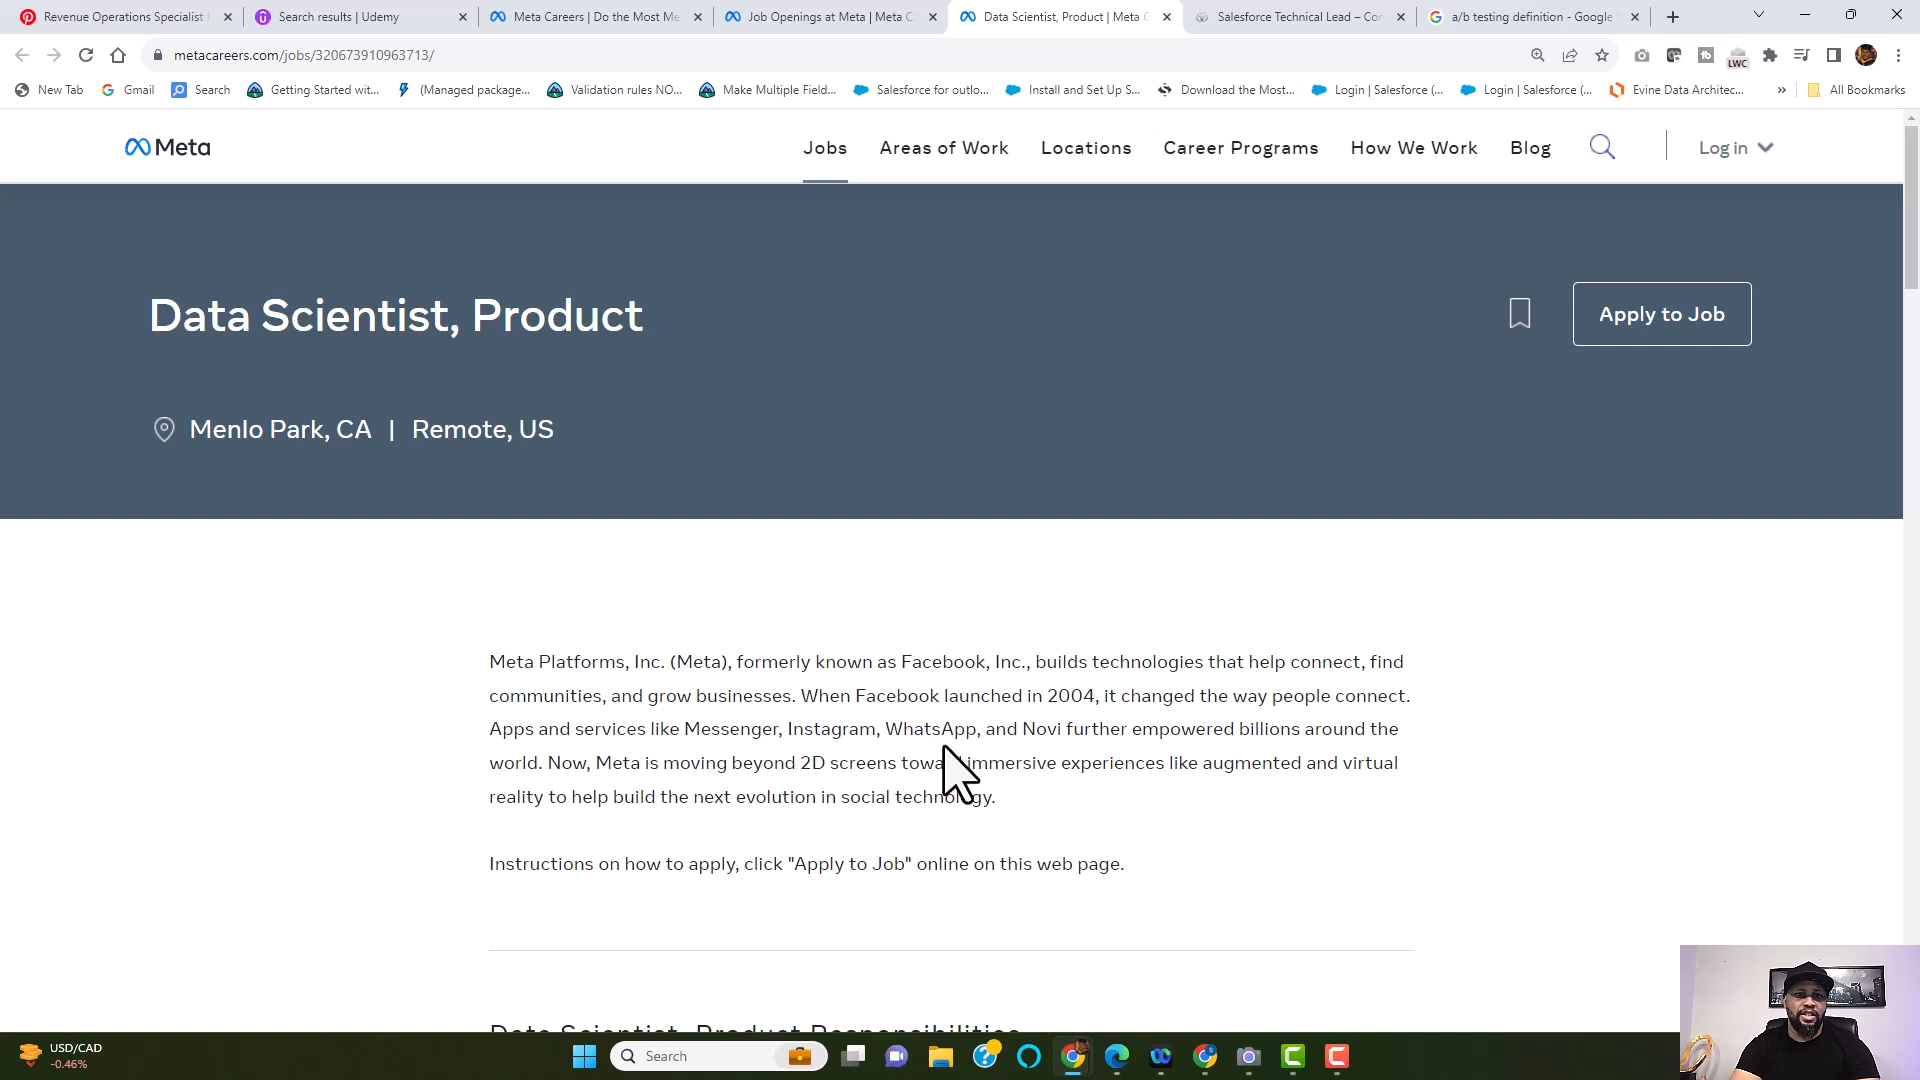 Revenue Operations Specialist
Search results | Udemy
Meta Careers | Do the Most Me
Job Openings at Meta | Meta C
Data Scientist, Product | Meta C
Salesforce Technical Lead – Con
a/b testing definition - Google
metacareers.com/jobs/320673910963713/
LWC
New Tab
Gmail
Search
Getting Started wit...
(Managed package...
Validation rules NO...
Make Multiple Field...
Salesforce for outlo...
Install and Set Up S...
Download the Most...
Login | Salesforce (...
Login | Salesforce (...
Evine Data Architec...
»
All Bookmarks
Meta
Jobs
Areas of Work
Locations
Career Programs
How We Work
Blog
Log in
Data Scientist, Product
Apply to Job
Menlo Park, CA | Remote, US
Meta Platforms, Inc. (Meta), formerly known as Facebook, Inc., builds technologies that help connect, find
communities, and grow businesses. When Facebook launched in 2004, it changed the way people connect.
Apps and services like Messenger, Instagram, WhatsApp, and Novi further empowered billions around the
world. Now, Meta is moving beyond 2D screens toward immersive experiences like augmented and virtual
reality to help build the next evolution in social technology.
Instructions on how to apply, click "Apply to Job" online on this web page.
Data Scientist, Product Responsibilities
USD/CAD
-0.46%
Search